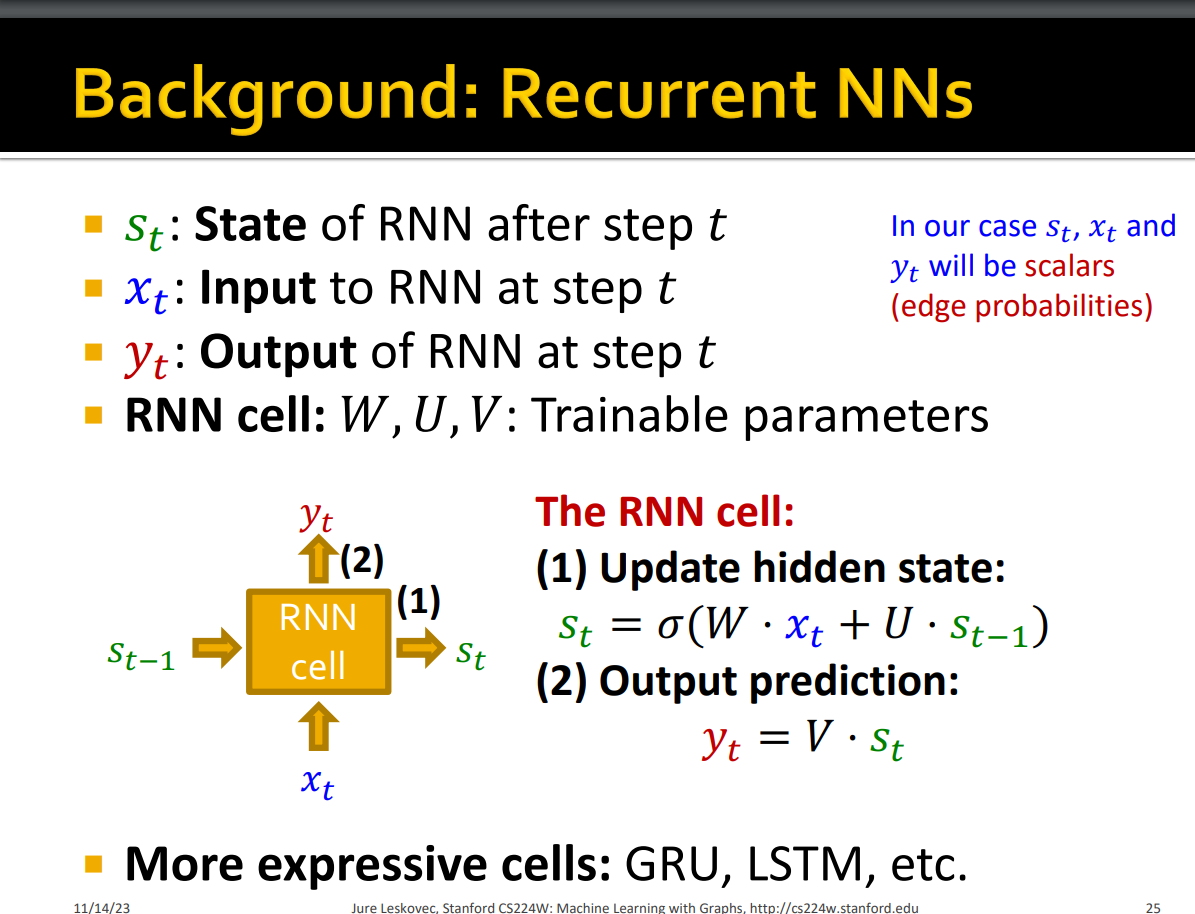 Background: Recurrent NNs
s_t: State of RNN after step t
x_t: Input to RNN at step t
y_t: Output of RNN at step t
RNN cell: W, U, V: Trainable parameters
In our case s_t, x_t and
y_t will be scalars
(edge probabilities)
y_t
(2)
(1)
RNN
cell
s_{t−1}
s_t
x_t
The RNN cell:
(1) Update hidden state:
s_t = σ(W · x_t + U · s_{t−1})
(2) Output prediction:
y_t = V · s_t
More expressive cells: GRU, LSTM, etc.
11/14/23
Jure Leskovec, Stanford CS224W: Machine Learning with Graphs, http://cs224w.stanford.edu
25